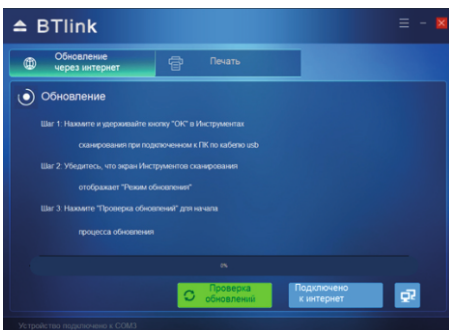 BTlink
Обновление
через интернет
Печать
Обновление
Шаг 1: Нажмите и удерживайте кнопку "ОК" в Инструментах
сканирования при подключенном к ПК по кабелю usb
Шаг 2: Убедитесь, что экран Инструментов сканирования
отображает "Режим обновления"
Шаг 3: Нажмите "Проверка обновлений" для начала
процесса обновления
Проверка
обновлений
Подключено
к интернет
Устройство подключено к COM3